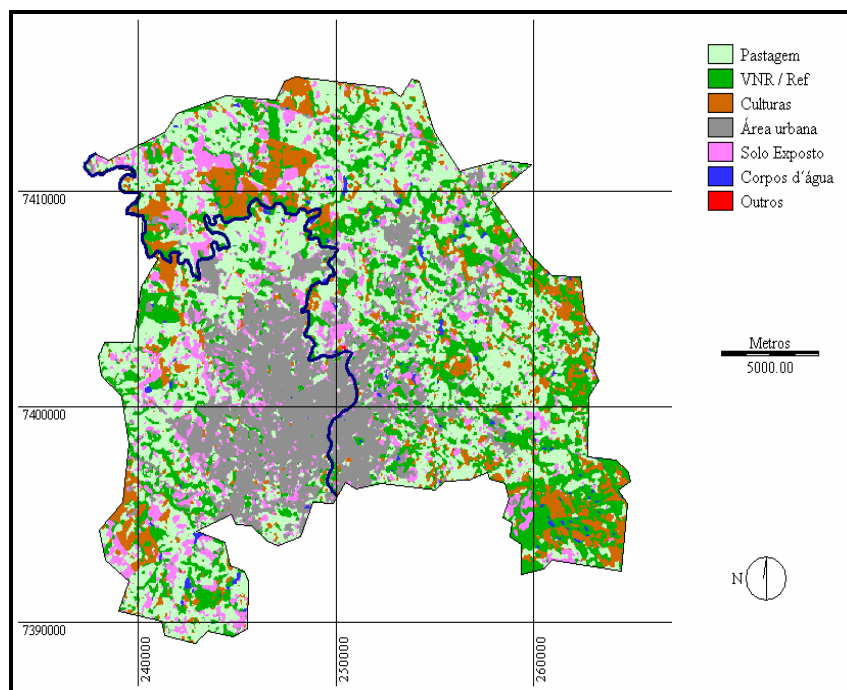 Pastagem
VNR / Ref
Culturas
Área urbana
Solo Exposto
Corpos d´água
Outros
7410000
Metros
5000.00
7400000
N
7390000
240000
250000
260000